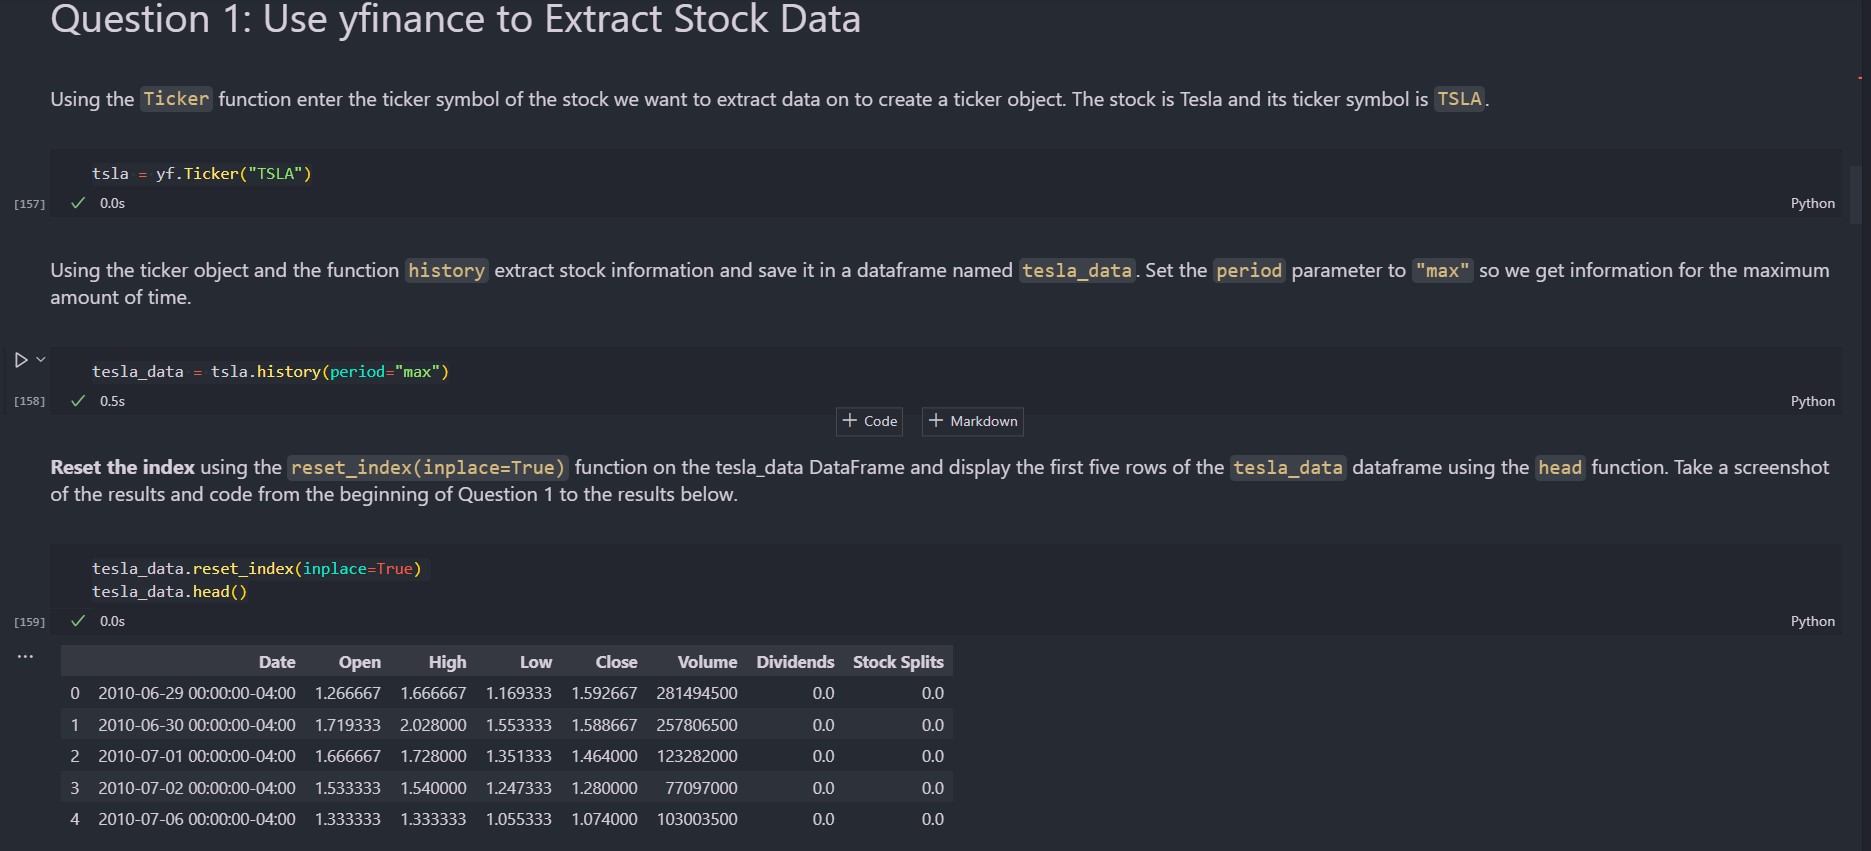 Question 1: Use yfinance to Extract Stock Data
Using the Ticker function enter the ticker symbol of the stock we want to extract data on to create a ticker object. The stock is Tesla and its ticker symbol is TSLA.
tsla = yf.Ticker("TSLA")
[157] ✓ 0.0s Python
Using the ticker object and the function history extract stock information and save it in a dataframe named tesla_data. Set the period parameter to "max" so we get information for the maximum
amount of time.
tesla_data = tsla.history(period="max")
[158] ✓ 0.5s Python
+ Code + Markdown
Reset the index using the reset_index(inplace=True) function on the tesla_data DataFrame and display the first five rows of the tesla_data dataframe using the head function. Take a screenshot
of the results and code from the beginning of Question 1 to the results below.
tesla_data.reset_index(inplace=True)
tesla_data.head()
[159] ✓ 0.0s Python
...
Date Open High Low Close Volume Dividends Stock Splits
0 2010-06-29 00:00:00-04:00 1.266667 1.666667 1.169333 1.592667 281494500 0.0 0.0
1 2010-06-30 00:00:00-04:00 1.719333 2.028000 1.553333 1.588667 257806500 0.0 0.0
2 2010-07-01 00:00:00-04:00 1.666667 1.728000 1.351333 1.464000 123282000 0.0 0.0
3 2010-07-02 00:00:00-04:00 1.533333 1.540000 1.247333 1.280000 77097000 0.0 0.0
4 2010-07-06 00:00:00-04:00 1.333333 1.333333 1.055333 1.074000 103003500 0.0 0.0